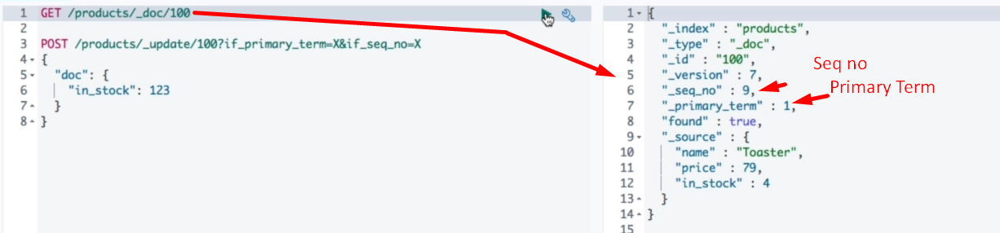 1 GET /products/_doc/100
2
3 POST /products/_update/100?if_primary_term=X&if_seq_no=X
4 {
5 "doc": {
6 "in_stock": 123
7 }
8 }
1 {
2 "_index" : "products",
3 "_type" : "_doc",
4 "_id" : "100",
5 "_version" : 7,
6 "_seq_no" : 9,
7 "_primary_term" : 1,
8 "found" : true,
9 "_source" : {
10 "name" : "Toaster",
11 "price" : 79,
12 "in_stock" : 4
13 }
14 }
15
Seq no
Primary Term